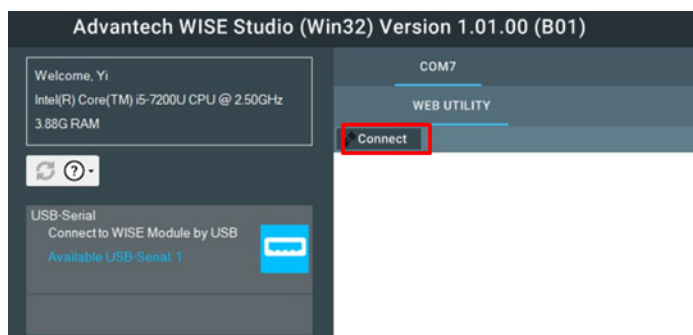 Advantech WISE Studio (Win32) Version 1.01.00 (B01)
Welcome, Yi
Intel(R) Core(TM) i5-7200U CPU @ 2.50GHz
3.88G RAM
USB-Serial
Connect to WISE Module by USB
Available USB-Serial: 1
COM7
WEB UTILITY
Connect